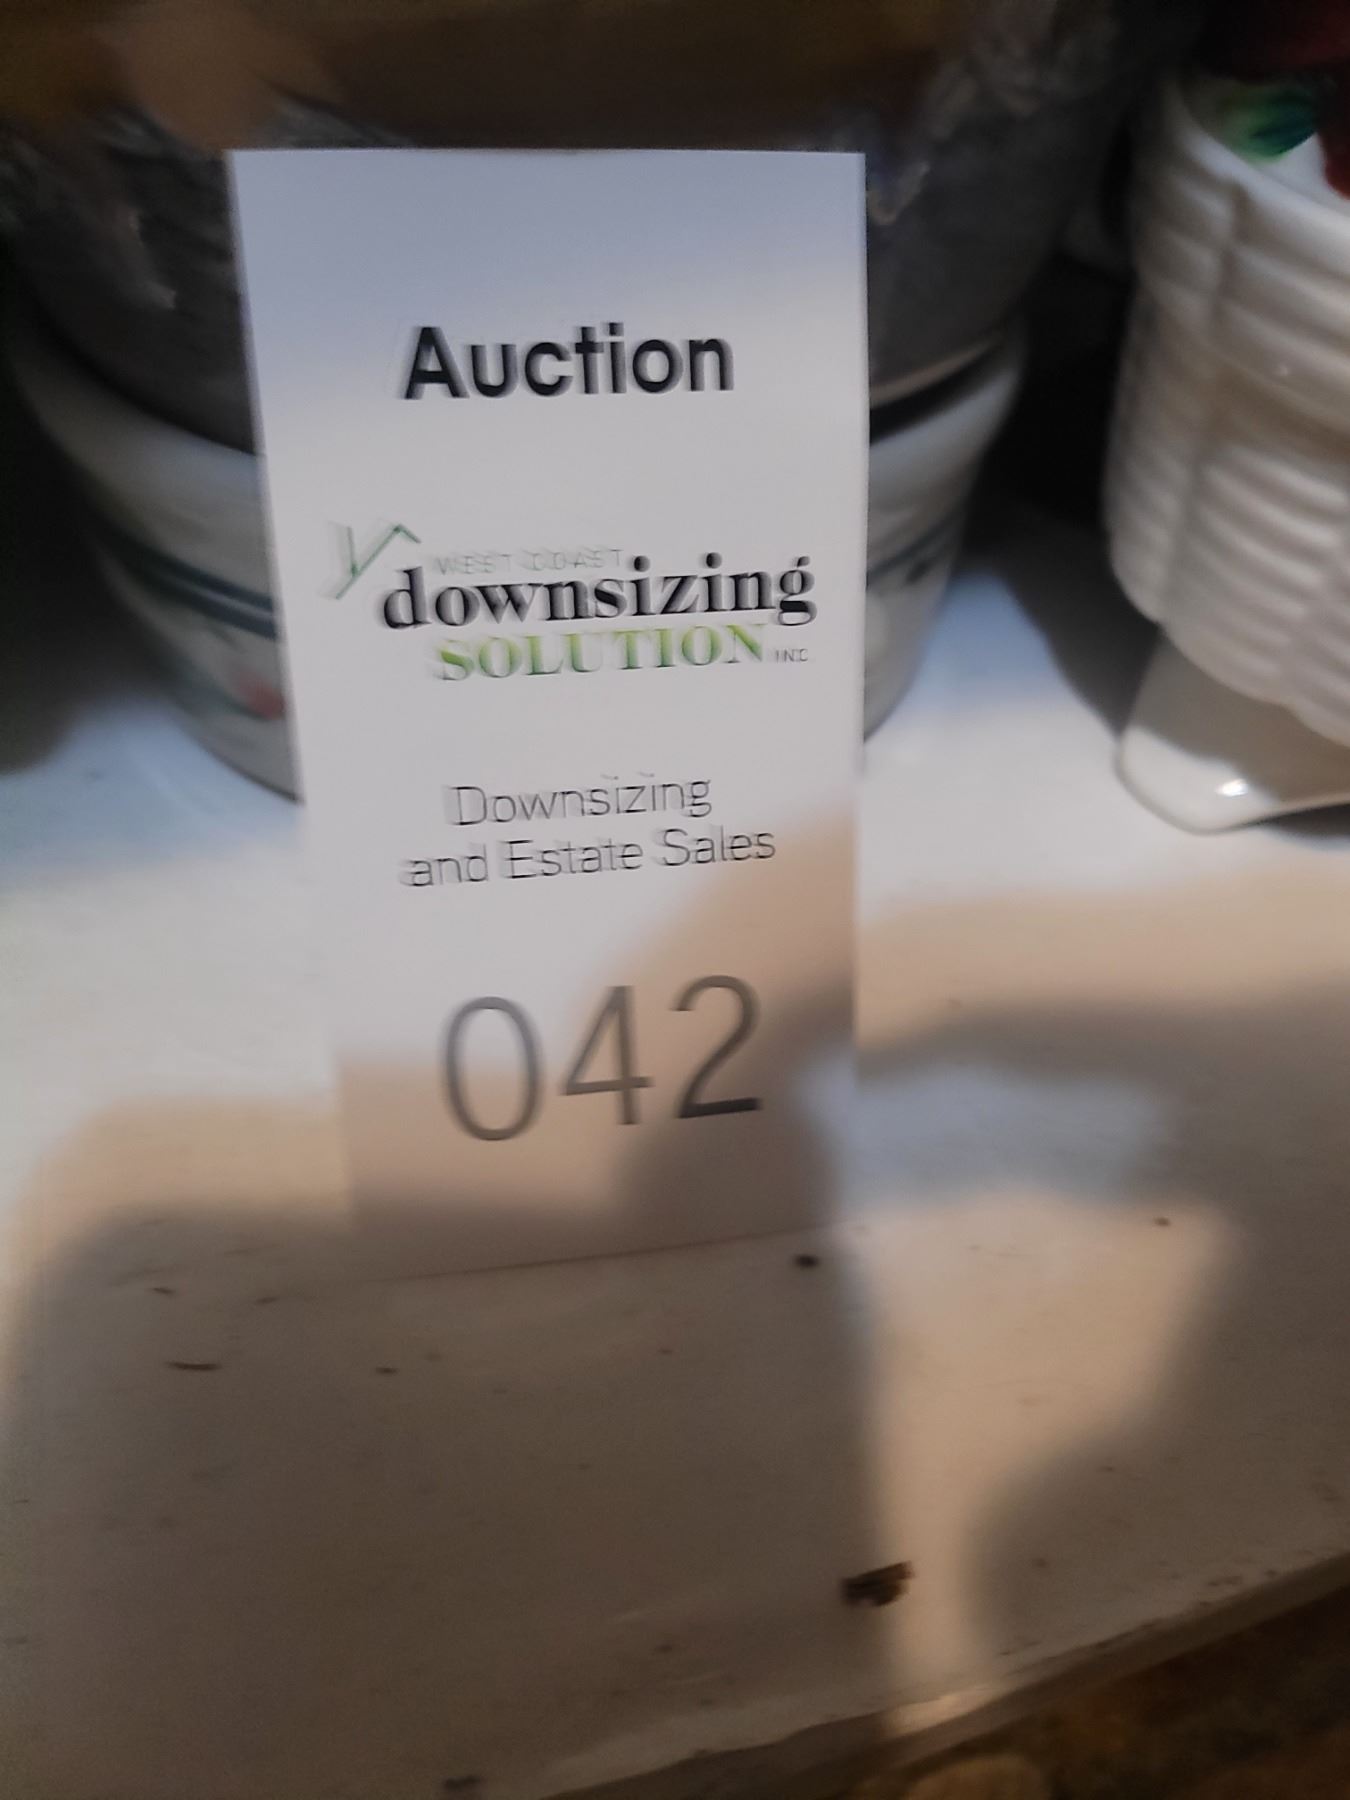 Auction
WEST COAST
downsizing
SOLUTION INC
Downsizing
and Estate Sales
042